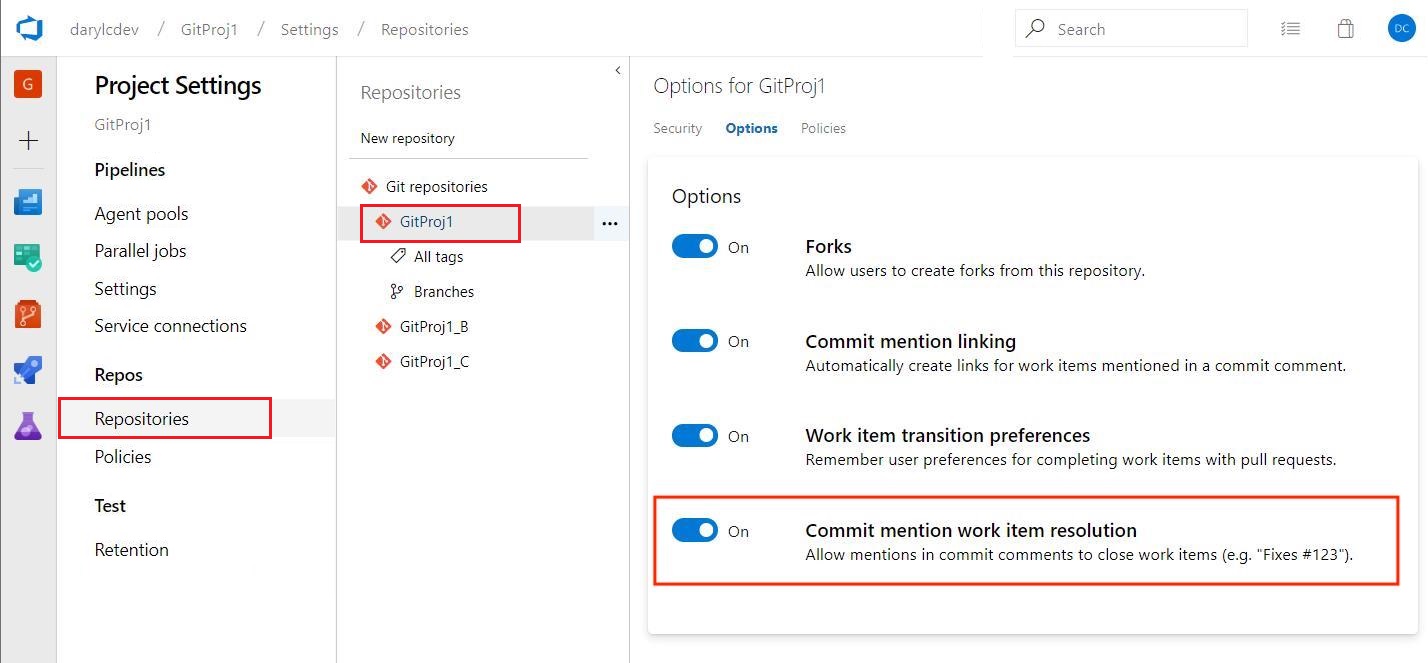 darylcdev / GitProj1 / Settings / Repositories
Search
DC
G
Project Settings
GitProj1
Pipelines
Agent pools
Parallel jobs
Settings
Service connections
Repos
Repositories
Policies
Test
Retention
Repositories
New repository
Git repositories
GitProj1
All tags
Branches
GitProj1_B
GitProj1_C
Options for GitProj1
Security Options Policies
Options
On Forks
Allow users to create forks from this repository.
On Commit mention linking
Automatically create links for work items mentioned in a commit comment.
On Work item transition preferences
Remember user preferences for completing work items with pull requests.
On Commit mention work item resolution
Allow mentions in commit comments to close work items (e.g. "Fixes #123").